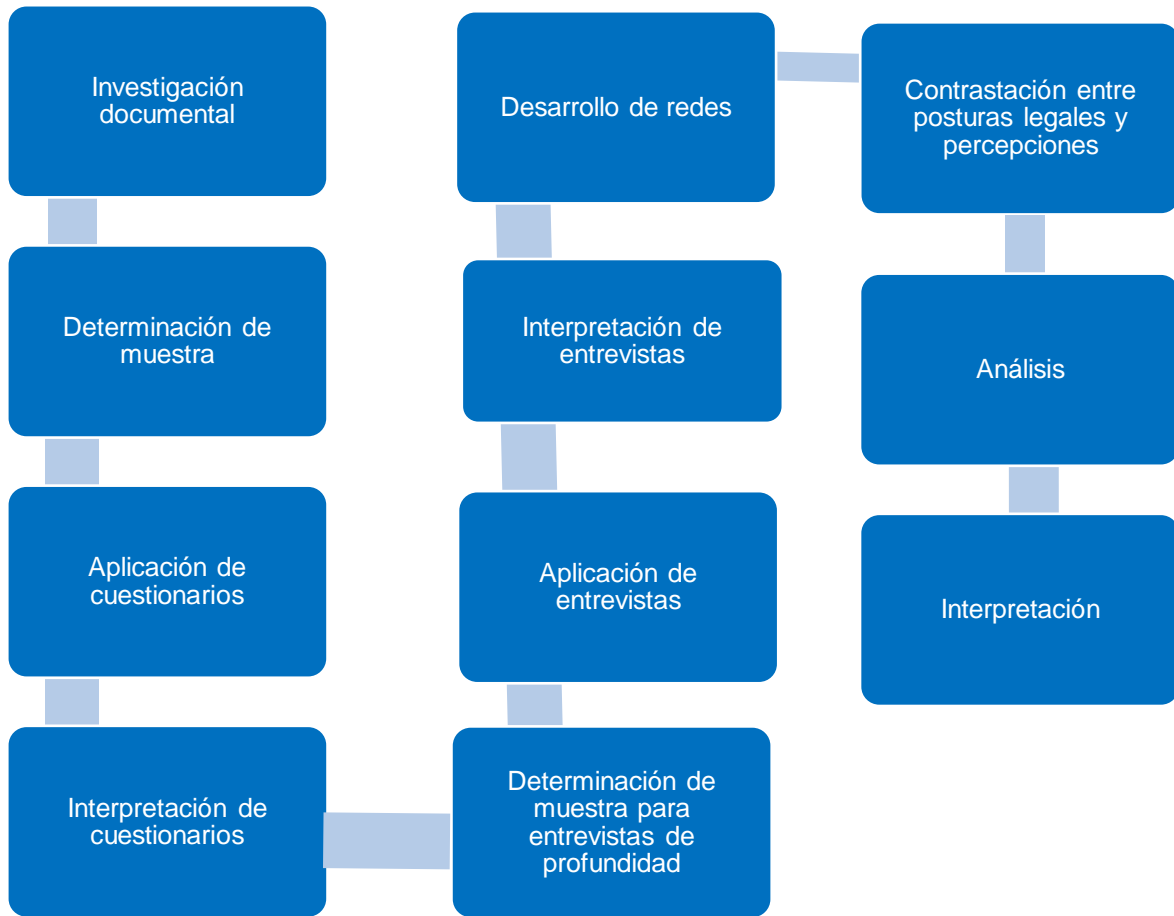 Investigación
documental
Determinación de
muestra
Aplicación de
cuestionarios
Interpretación de
cuestionarios
Determinación de
muestra para
entrevistas de
profundidad
Aplicación de
entrevistas
Interpretación de
entrevistas
Desarrollo de redes
Contrastación entre
posturas legales y
percepciones
Análisis
Interpretación